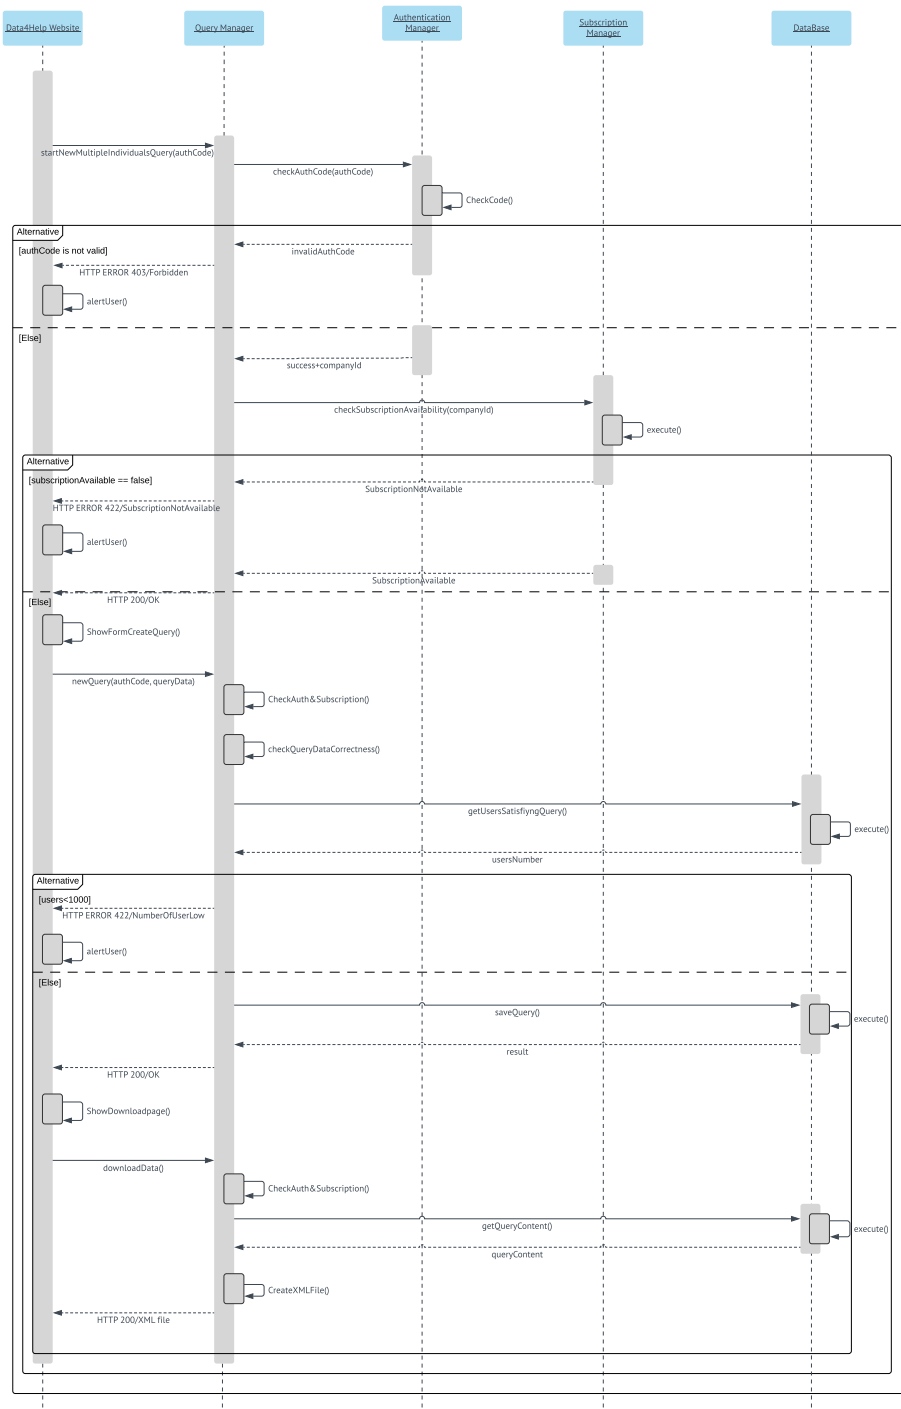 Data4Help Website
Query Manager
Authentication
Manager
Subscription
Manager
DataBase
startNewMultipleIndividualsQuery(authCode)
checkAuthCode(authCode)
CheckCode()
Alternative
[authCode is not valid]
invalidAuthCode
HTTP ERROR 403/Forbidden
alertUser()
[Else]
success+companyId
checkSubscriptionAvailability(companyId)
execute()
Alternative
[subscriptionAvailable == false]
SubscriptionNotAvailable
HTTP ERROR 422/SubscriptionNotAvailable
alertUser()
SubscriptionAvailable
[Else]
HTTP 200/OK
ShowFormCreateQuery()
newQuery(authCode, queryData)
CheckAuth&Subscription()
checkQueryDataCorrectness()
getUsersSatisfiyngQuery()
execute()
usersNumber
Alternative
[users<1000]
HTTP ERROR 422/NumberOfUserLow
alertUser()
[Else]
saveQuery()
execute()
result
HTTP 200/OK
ShowDownloadpage()
downloadData()
CheckAuth&Subscription()
getQueryContent()
execute()
queryContent
CreateXMLFile()
HTTP 200/XML file